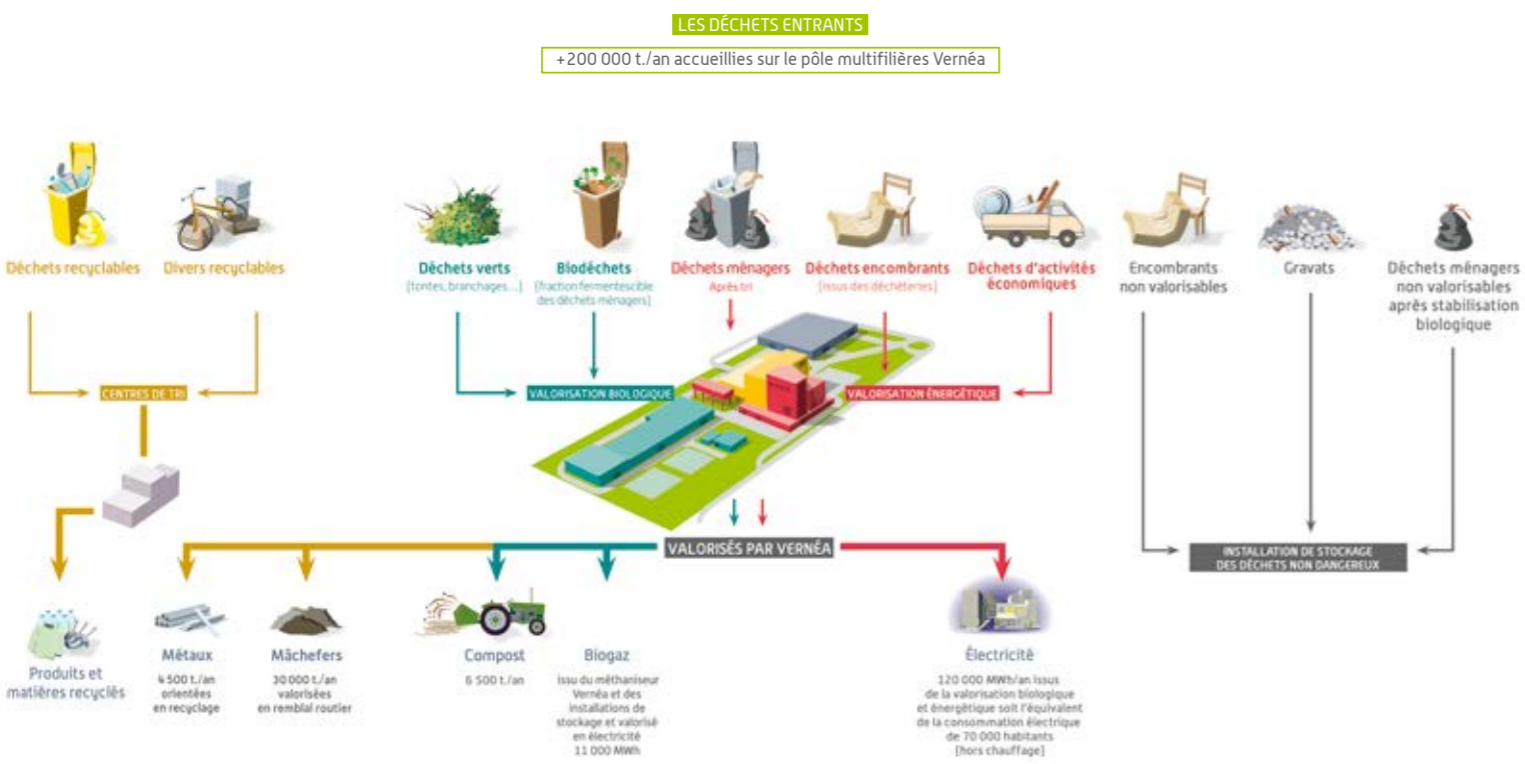 LES DÉCHETS ENTRANTS
+200 000 t./an accueillies sur le pôle multifilières Vernéa
Déchets recyclables
Divers recyclables
Déchets verts
[tontes, branchages...]
Biodéchets
[fraction fermentescible
des déchets ménagers]
Déchets ménagers
Après tri
Déchets encombrants
[issus des déchèteries]
Déchets d'activités
économiques
Encombrants
non valorisables
Gravats
Déchets ménagers
non valorisables
après stabilisation
biologique
CENTRES DE TRI
VALORISATION BIOLOGIQUE
VALORISATION ÉNERGÉTIQUE
VALORISÉS PAR VERNÉA
INSTALLATION DE STOCKAGE
DES DÉCHETS NON DANGEREUX
Produits et
matières recyclés
Métaux
4 500 t./an
orientées
en recyclage
Mâchefers
30 000 t./an
valorisées
en remblai routier
Compost
6 500 t./an
Biogaz
issu du méthaniseur
Vernéa et des
installations de
stockage et valorisé
en électricité
11 000 MWh
Électricité
120 000 MWh/an issus
de la valorisation biologique
et énergétique soit l'équivalent
de la consommation électrique
de 70 000 habitants
[hors chauffage]